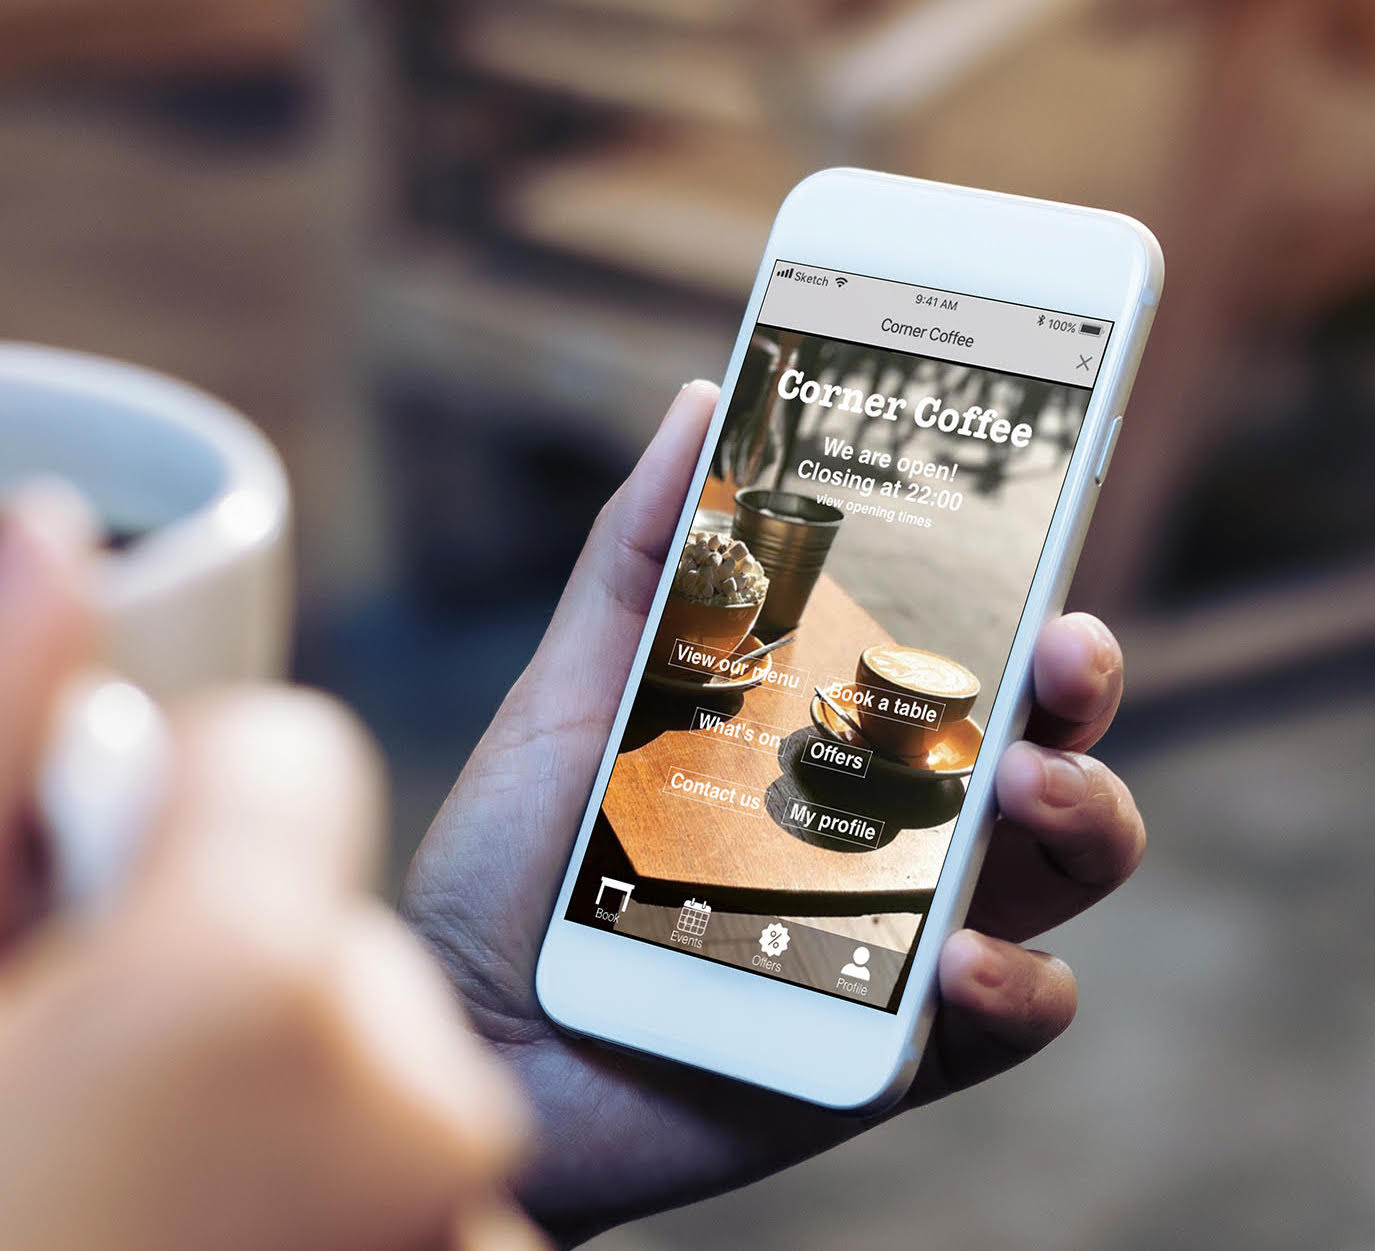 Sketch
9:41 AM
100%
Corner Coffee
Corner Coffee
We are open!
Closing at 22:00
view opening times
View our menu
Book a table
What's on
Offers
Contact us
My profile
Book
Events
Offers
Profile